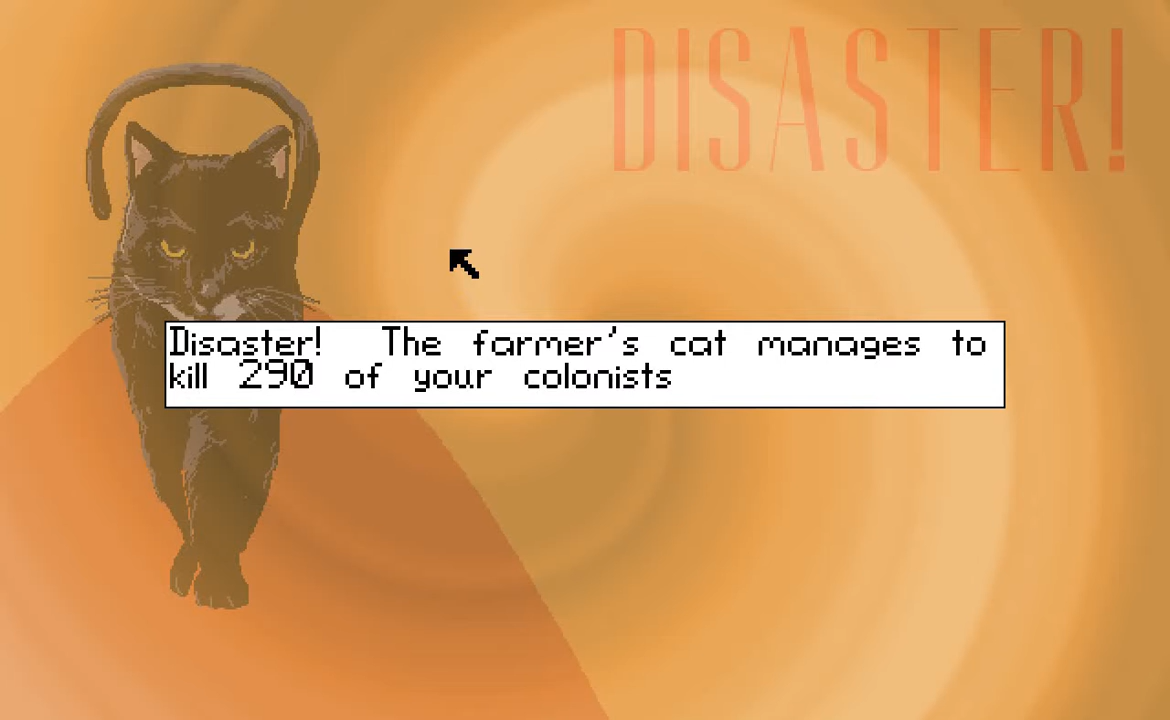 DISASTER!
Disaster! The farmer's cat manages to
kill 290 of your colonists